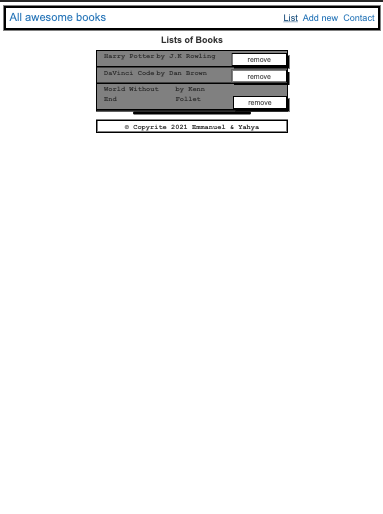 All awesome books
List Add new Contact
Lists of Books
Harry Potter by J.K Rowling
remove
DaVinci Code by Dan Brown
remove
World Without by Kenn
End Follet
remove
© Copyrite 2021 Emmanuel & Yahya